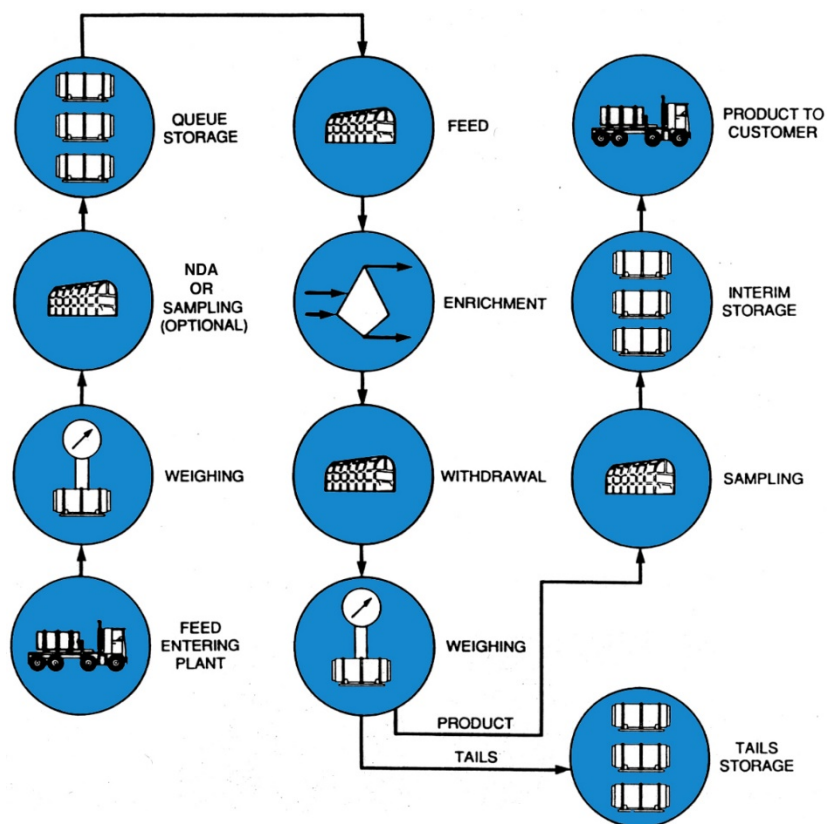 QUEUE
STORAGE
FEED
PRODUCT TO
CUSTOMER
NDA
OR
SAMPLING
(OPTIONAL)
ENRICHMENT
INTERIM
STORAGE
WEIGHING
WITHDRAWAL
SAMPLING
FEED
ENTERING
PLANT
WEIGHING
PRODUCT
TAILS
TAILS
STORAGE